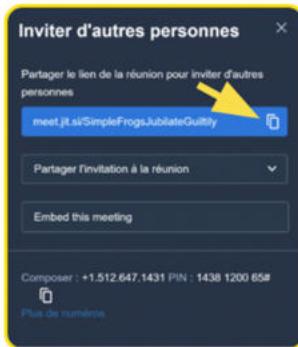 Inviter d'autres personnes
Partager le lien de la réunion pour inviter d'autres
personnes
meet.jit.si/SimpleFrogsJubilateGuiltily
Partager l'invitation à la réunion
Embed this meeting
Composer : +1.512.647.1431 PIN : 1438 1200 65#
Plus de numéros